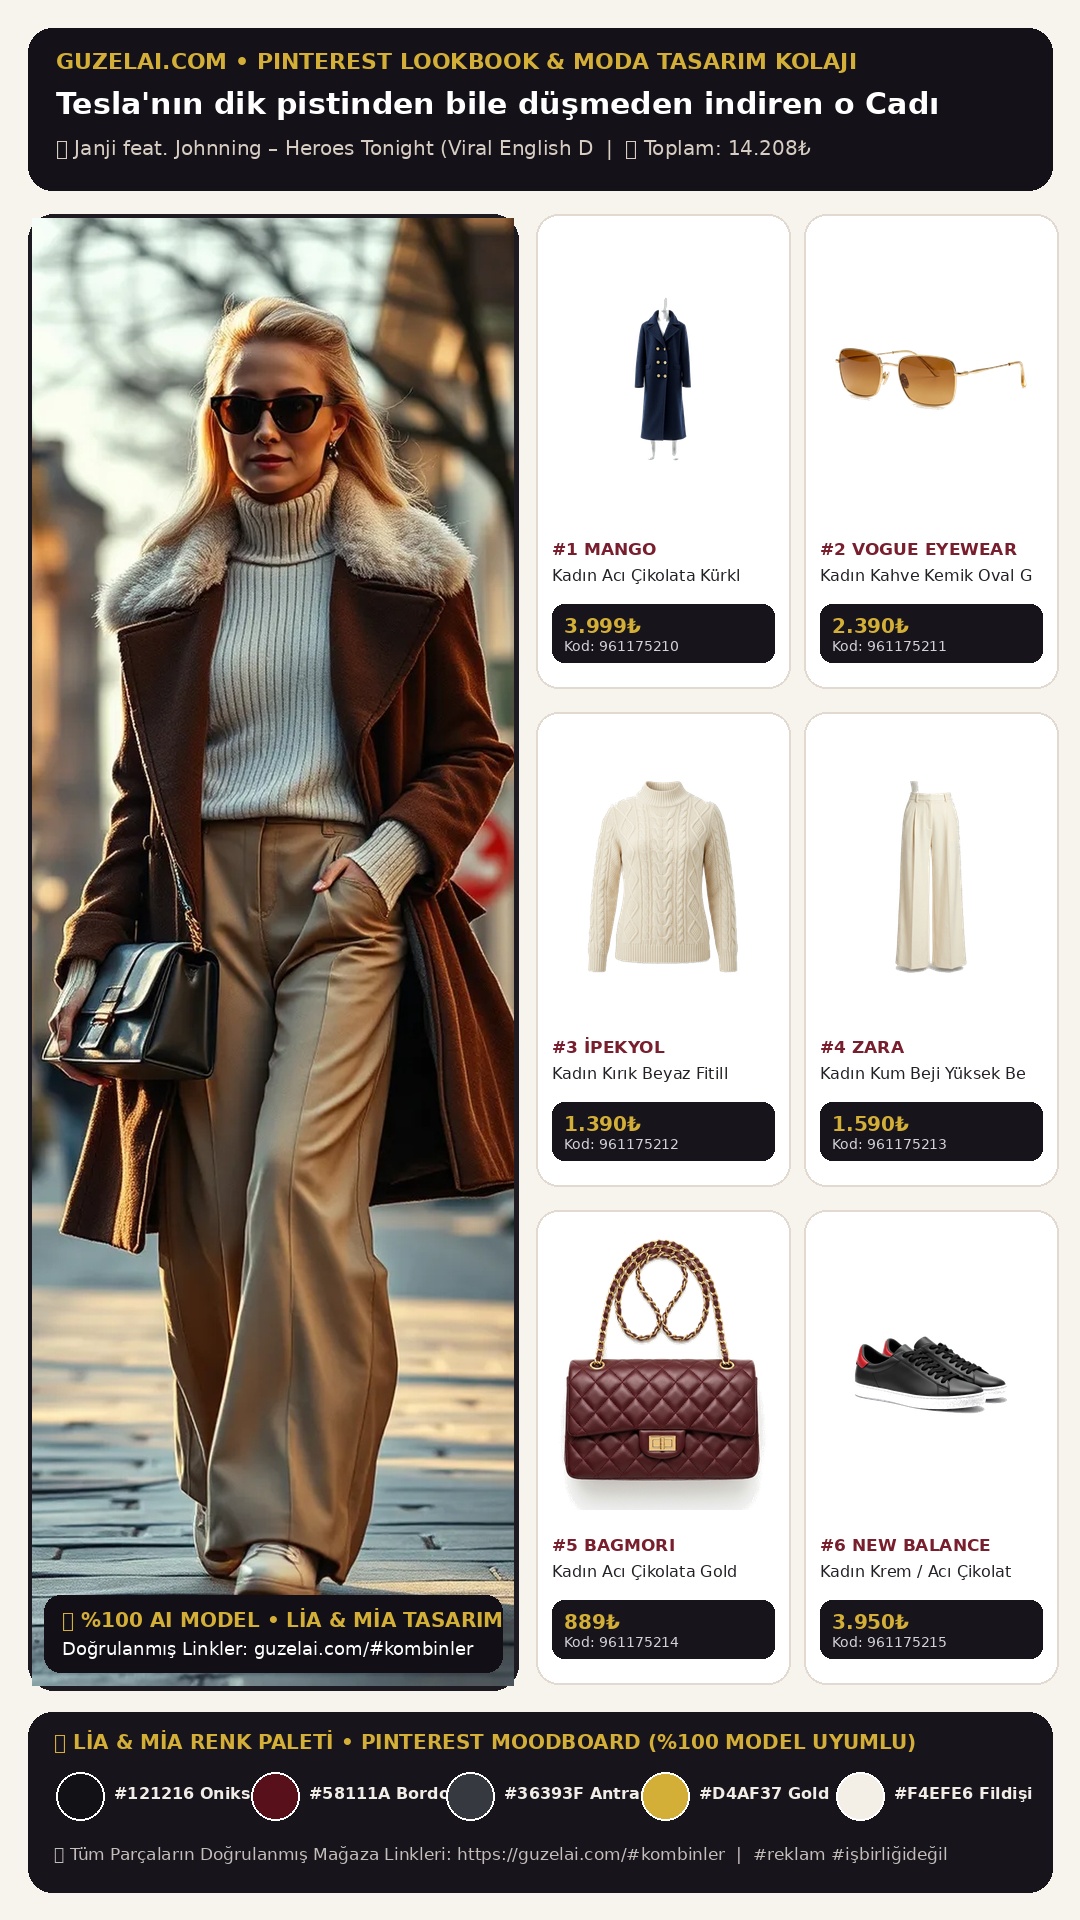 GUZELAI.COM • PINTEREST LOOKBOOK & MODA TASARIM KOLAJI
Tesla'nın dik pistinden bile düşmeden indiren o Cadı
Janji feat. Johnning – Heroes Tonight (Viral English D | Toplam: 14.208₺
#1 MANGO
Kadın Acı Çikolata Kürkl
3.999₺
Kod: 961175210
#2 VOGUE EYEWEAR
Kadın Kahve Kemik Oval G
2.390₺
Kod: 961175211
#3 İPEKYOL
Kadın Kırık Beyaz Fitill
1.390₺
Kod: 961175212
#4 ZARA
Kadın Kum Beji Yüksek Be
1.590₺
Kod: 961175213
#5 BAGMORI
Kadın Acı Çikolata Gold
889₺
Kod: 961175214
#6 NEW BALANCE
Kadın Krem / Acı Çikolat
3.950₺
Kod: 961175215
%100 AI MODEL • LİA & MİA TASARIM
Doğrulanmış Linkler: guzelai.com/#kombinler
LİA & MİA RENK PALETİ • PINTEREST MOODBOARD (%100 MODEL UYUMLU)
#121216 Oniks #58111A Bordo #36393F Antra #D4AF37 Gold #F4EFE6 Fildişi
Tüm Parçaların Doğrulanmış Mağaza Linkleri: https://guzelai.com/#kombinler | #reklam #işbirliğideğil